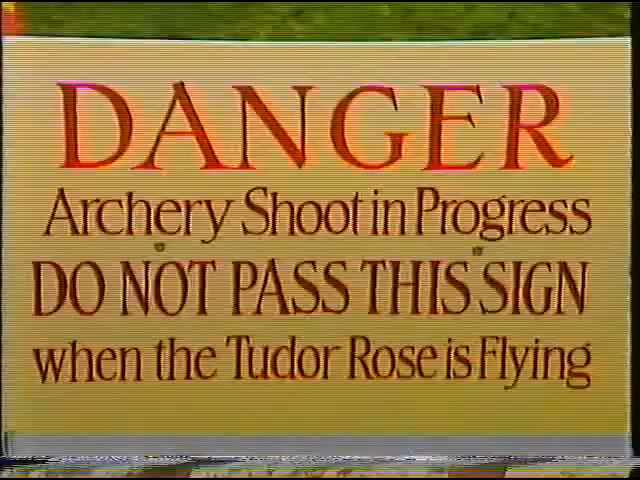 DANGER
Archery Shoot in Progress
DO NOT PASS THIS SIGN
when the Tudor Rose is Flying